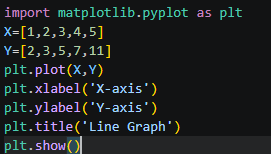 import matplotlib.pyplot as plt
X=[1,2,3,4,5]
Y=[2,3,5,7,11]
plt.plot(X,Y)
plt.xlabel('X-axis')
plt.ylabel('Y-axis')
plt.title('Line Graph')
plt.show()